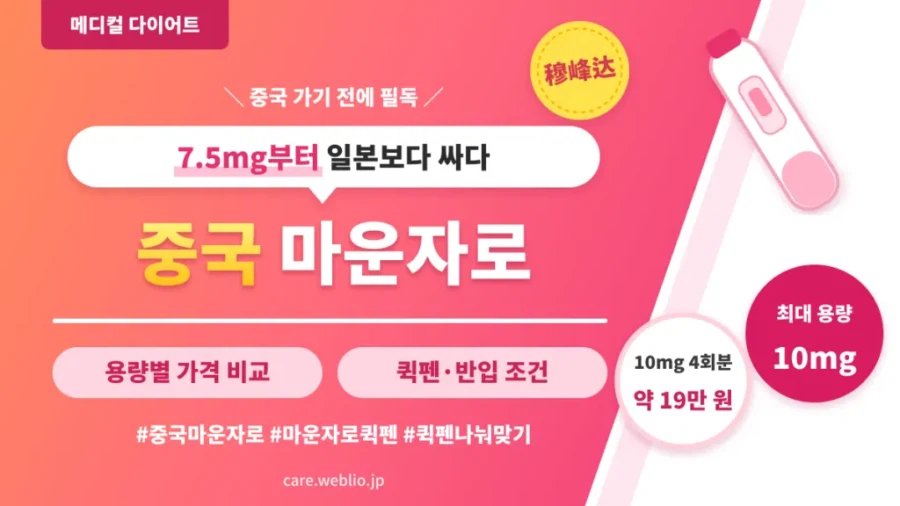 메디컬 다이어트
穆峰达
중국 가기 전에 필독
7.5mg부터 일본보다 싸다
중국 마운자로
용량별 가격 비교
퀵펜·반입 조건
#중국마운자로 #마운자로퀵펜 #퀵펜나눠맞기
care.weblio.jp
10mg 4회분
약 19만 원
최대 용량
10mg